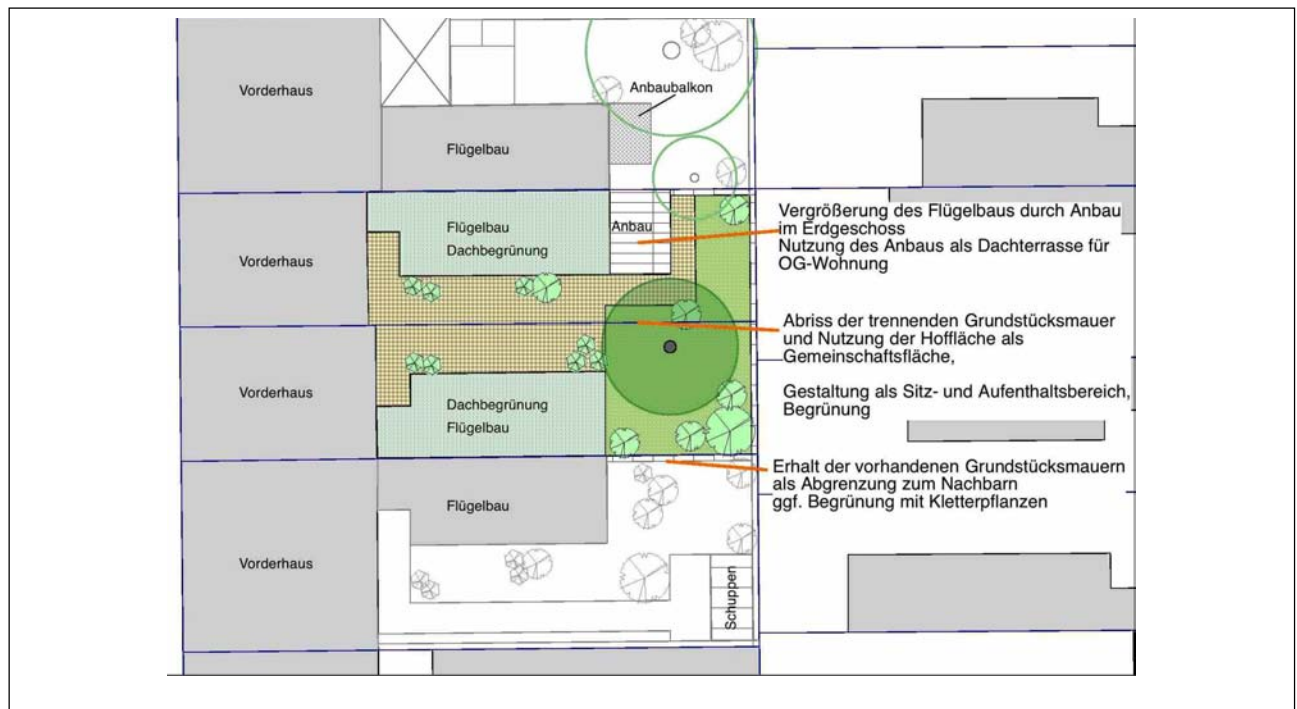 Vorderhaus
Anbaubalkon
Flügelbau
Vorderhaus
Flügelbau
Dachbegrünung
Anbau
Vergrößerung des Flügelbaus durch Anbau
im Erdgeschoss
Nutzung des Anbaus als Dachterrasse für
OG-Wohnung
Abriss der trennenden Grundstücksmauer
und Nutzung der Hoffläche als
Gemeinschaftsfläche,
Gestaltung als Sitz- und Aufenthaltsbereich,
Begrünung
Vorderhaus
Dachbegrünung
Flügelbau
Erhalt der vorhandenen Grundstücksmauern
als Abgrenzung zum Nachbarn
ggf. Begrünung mit Kletterpflanzen
Flügelbau
Vorderhaus
Schuppen